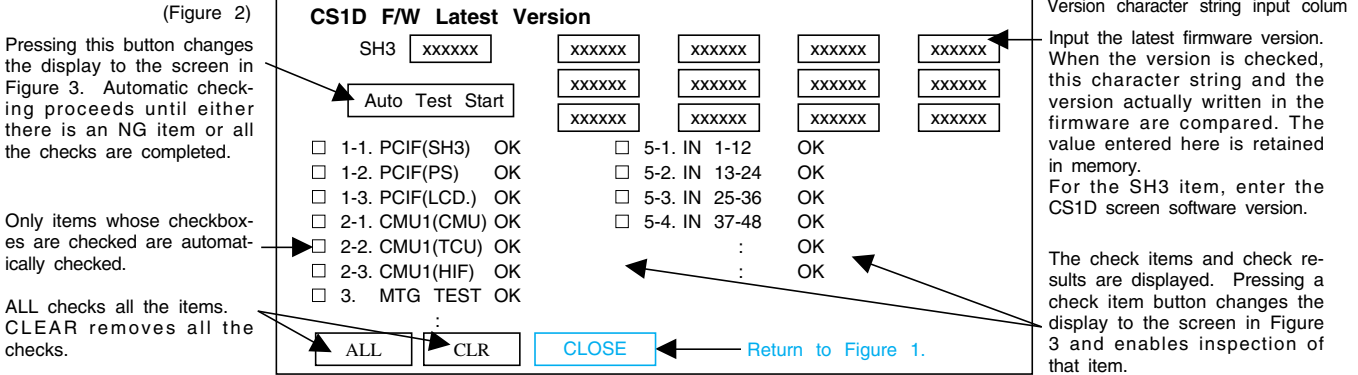 (Figure 2)
Pressing this button changes
the display to the screen in
Figure 3. Automatic check-
ing proceeds until either
there is an NG item or all
the checks are completed.
Only items whose checkbox-
es are checked are automat-
ically checked.
ALL checks all the items.
CLEAR removes all the
checks.
CS1D F/W Latest Version
SH3 xxxxxx xxxxxx xxxxxx xxxxxx xxxxxx
xxxxxx xxxxxx xxxxxx xxxxxx
Auto Test Start
xxxxxx xxxxxx xxxxxx xxxxxx
1-1. PCIF(SH3) OK 5-1. IN 1-12 OK
1-2. PCIF(PS) OK 5-2. IN 13-24 OK
1-3. PCIF(LCD.) OK 5-3. IN 25-36 OK
2-1. CMU1(CMU) OK 5-4. IN 37-48 OK
2-2. CMU1(TCU) OK : OK
2-3. CMU1(HIF) OK : OK
3. MTG TEST OK
:
ALL CLR CLOSE Return to Figure 1.
Version character string input colum
Input the latest firmware version.
When the version is checked,
this character string and the
version actually written in the
firmware are compared. The
value entered here is retained
in memory.
For the SH3 item, enter the
CS1D screen software version.
The check items and check re-
sults are displayed. Pressing a
check item button changes the
display to the screen in Figure
3 and enables inspection of
that item.